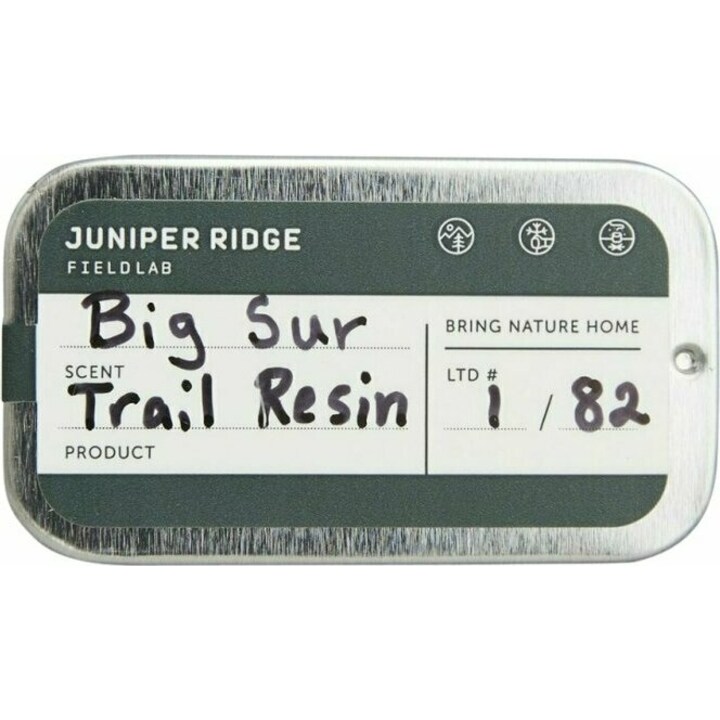 JUNIPER RIDGE
FIELDLAB
Big Sur
SCENT
Trail Resin
PRODUCT
BRING NATURE HOME
LTD #
1 / 82